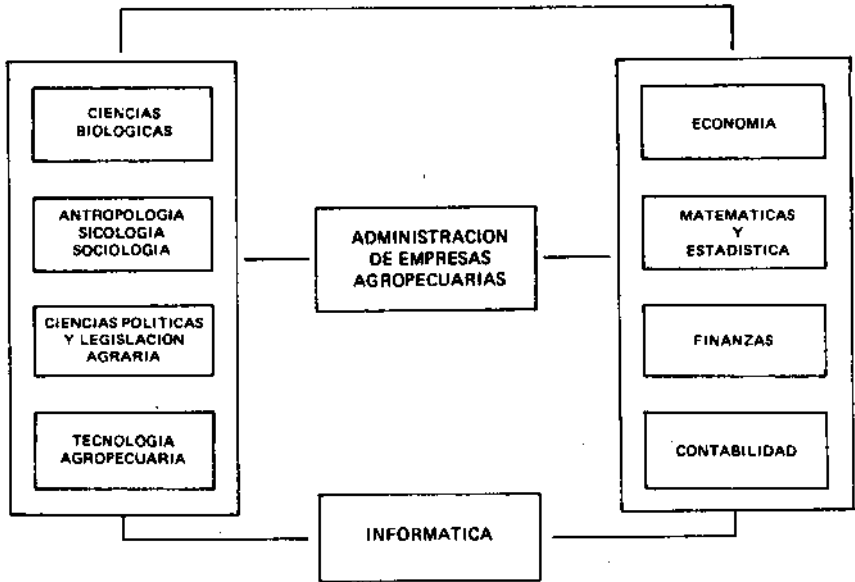 CIENCIAS
BIOLOGICAS
ANTROPOLOGIA
SICOLOGIA
SOCIOLOGIA
CIENCIAS POLITICAS
Y LEGISLACION
AGRARIA
TECNOLOGIA
AGROPECUARIA
ADMINISTRACION
DE EMPRESAS
AGROPECUARIAS
INFORMATICA
ECONOMIA
MATEMATICAS
Y
ESTADISTICA
FINANZAS
CONTABILIDAD